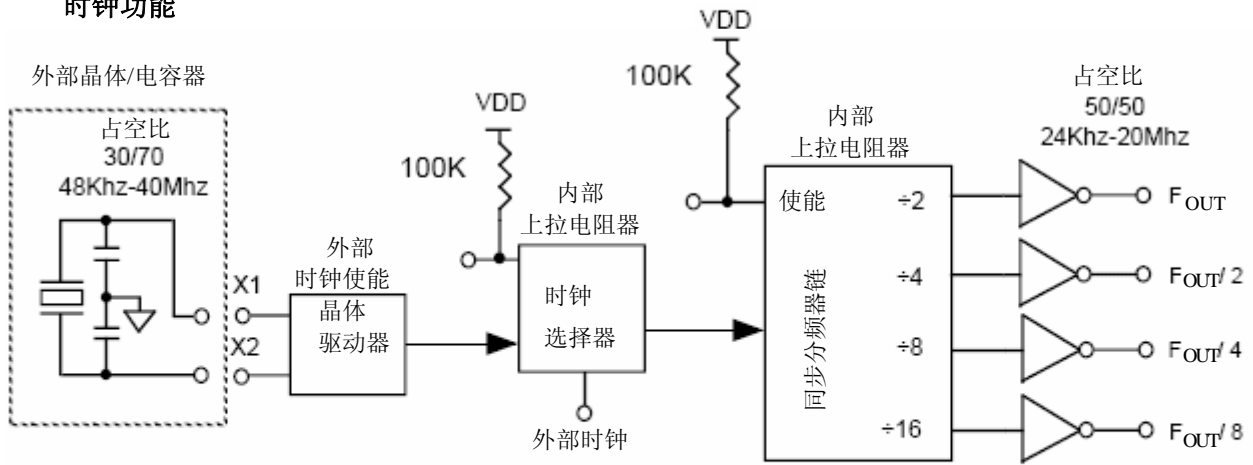 时钟功能
外部晶体/电容器
占空比
30/70
48Khz-40Mhz
X1
X2
外部
时钟使能
晶体
驱动器
VDD
100K
内部
上拉电阻器
时钟
选择器
外部时钟
VDD
100K
内部
上拉电阻器
使能
同步分频器链
÷2
÷4
÷8
÷16
占空比
50/50
24Khz-20Mhz
FOUT
FOUT/ 2
FOUT/ 4
FOUT/ 8